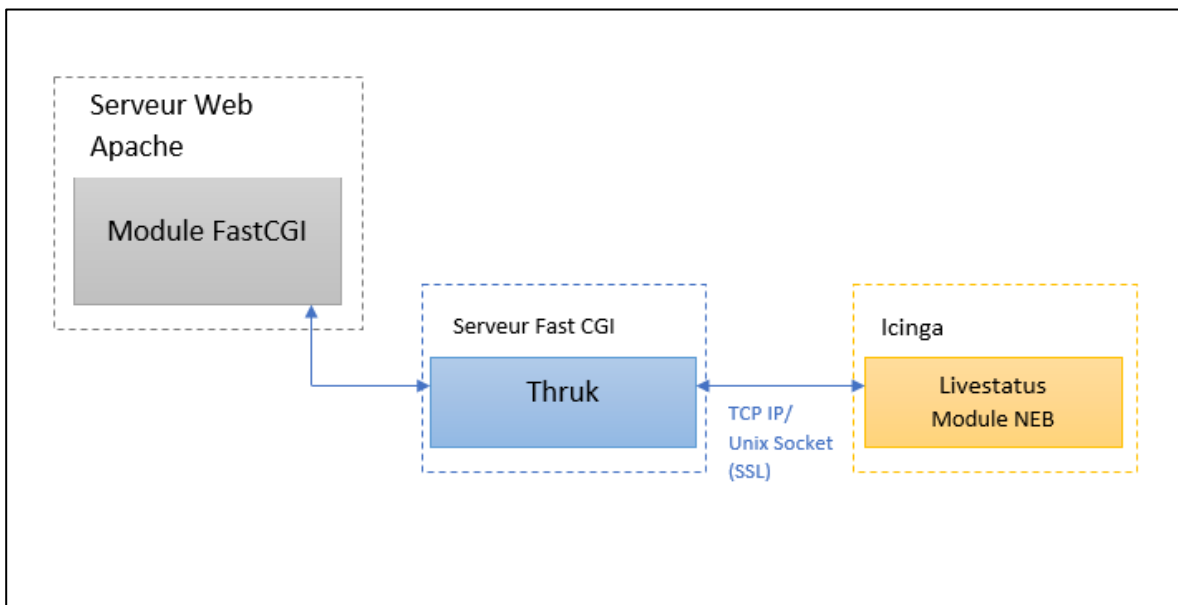 Serveur Web
Apache
Module FastCGI
Serveur Fast CGI
Thruk
TCP IP/
Unix Socket
(SSL)
Icinga
Livestatus
Module NEB